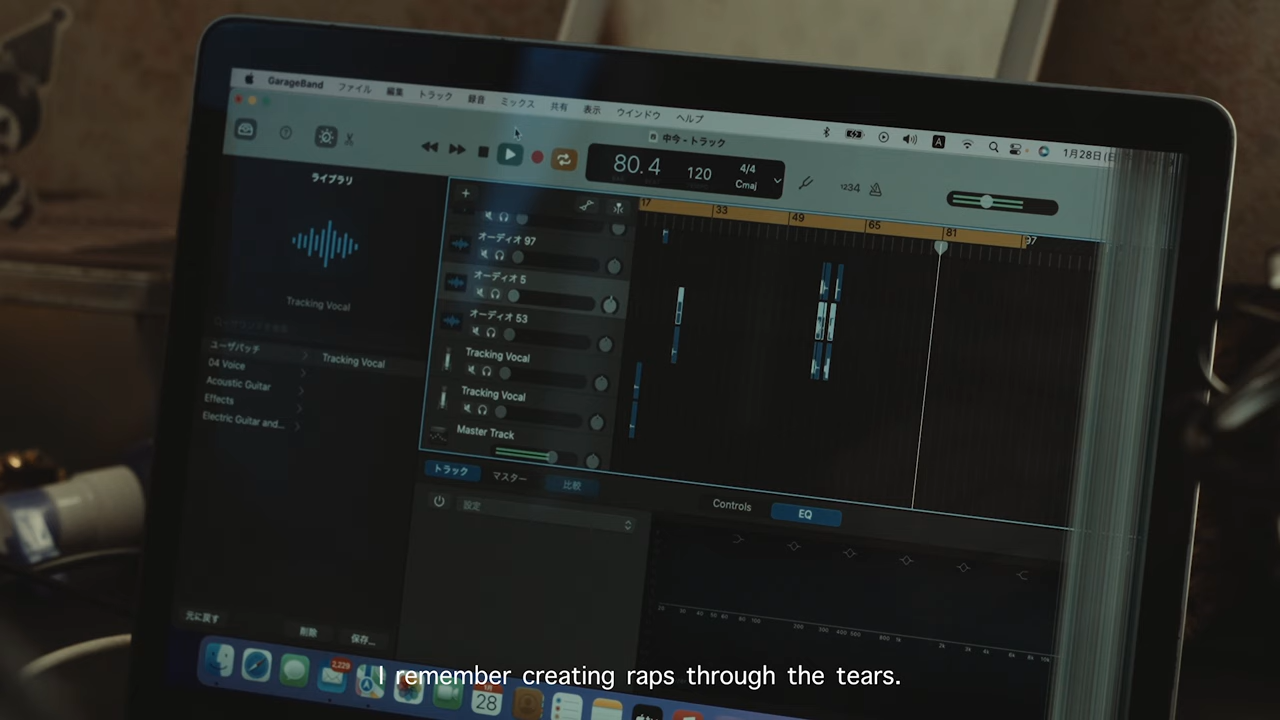 GarageBand ファイル 編集 トラック 録音 ミックス 共有 表示 ウインドウ ヘルプ A 1月28日(日
中今 - トラック
80.4 120 4/4 Cmaj 1234
ライブラリ
Tracking Vocal
ユーザパッチ Tracking Vocal
04 Voice
Acoustic Guitar
Effects
Electric Guitar and...
元に戻す 削除 保存...
17 33 49 65 81 97
オーディオ 97
オーディオ 5
オーディオ 53
Tracking Vocal
Tracking Vocal
Master Track
トラック マスター 比較
Controls EQ
設定
2,229
28
I remember creating raps through the tears.